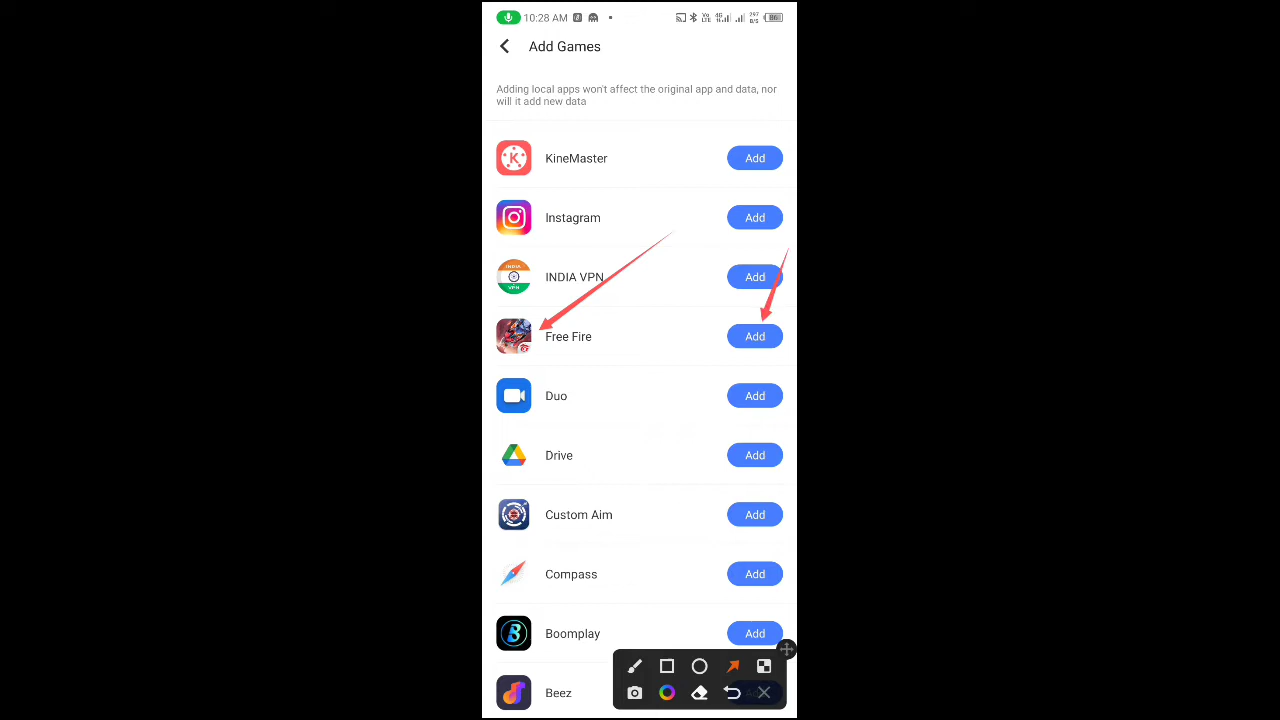 10:28 AM
Add Games
Adding local apps won't affect the original app and data, nor
will it add new data
KineMaster Add
Instagram Add
INDIA VPN Add
Free Fire Add
Duo Add
Drive Add
Custom Aim Add
Compass Add
Boomplay Add
Beez